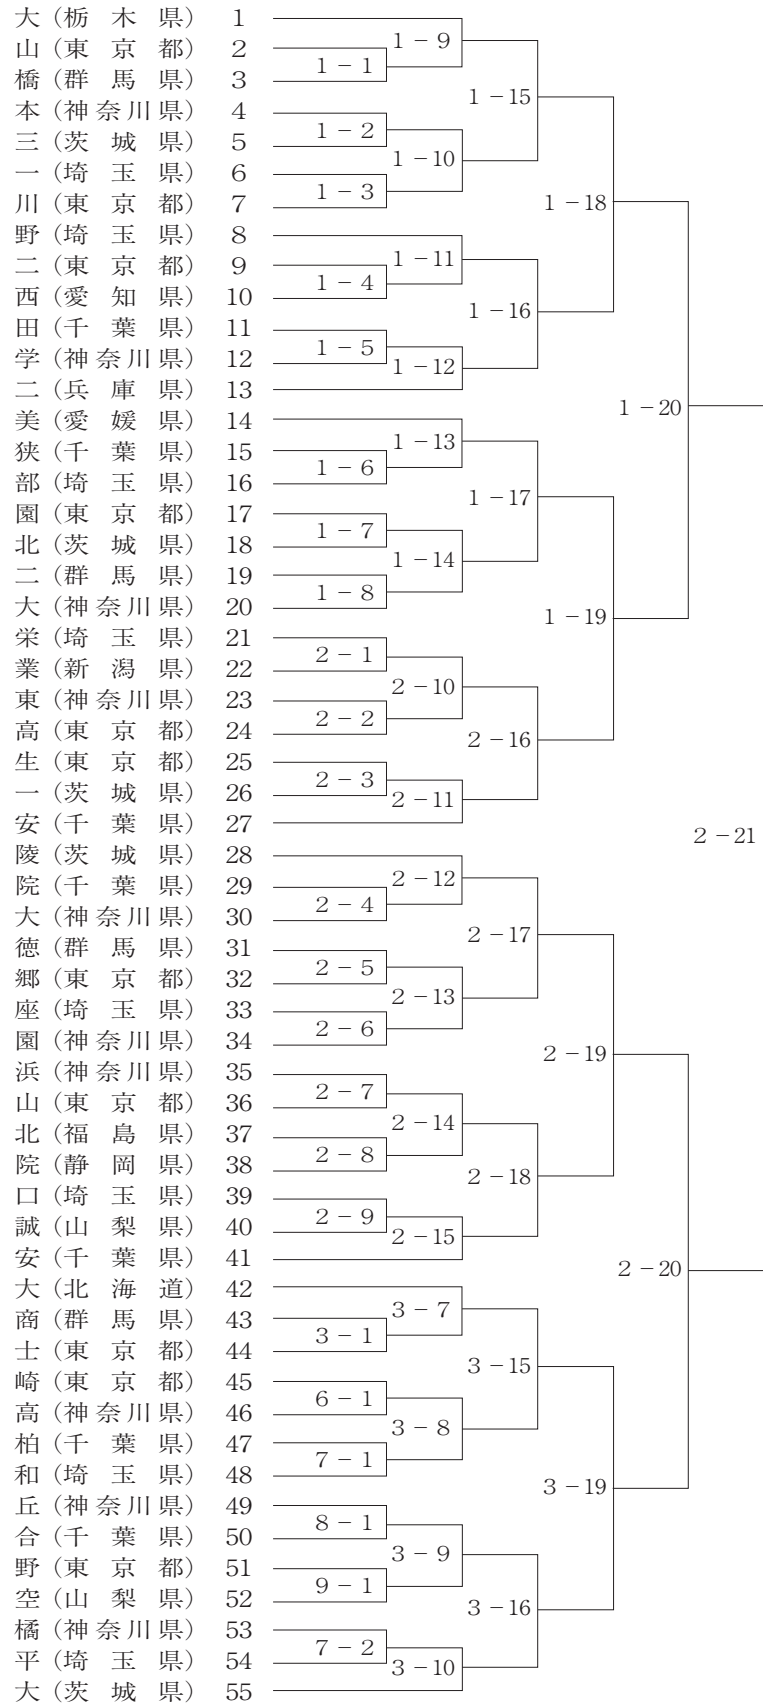 大（栃木県） 1
山（東京都） 2
橋（群馬県） 3
本（神奈川県） 4
三（茨城県） 5
一（埼玉県） 6
川（東京都） 7
野（埼玉県） 8
二（東京都） 9
西（愛知県） 10
田（千葉県） 11
学（神奈川県） 12
二（兵庫県） 13
美（愛媛県） 14
狭（千葉県） 15
部（埼玉県） 16
園（東京都） 17
北（茨城県） 18
二（群馬県） 19
大（神奈川県） 20
栄（埼玉県） 21
業（新潟県） 22
東（神奈川県） 23
高（東京都） 24
生（東京都） 25
一（茨城県） 26
安（千葉県） 27
陵（茨城県） 28
院（千葉県） 29
大（神奈川県） 30
徳（群馬県） 31
郷（東京都） 32
座（埼玉県） 33
園（神奈川県） 34
浜（神奈川県） 35
山（東京都） 36
北（福島県） 37
院（静岡県） 38
口（埼玉県） 39
誠（山梨県） 40
安（千葉県） 41
大（北海道） 42
商（群馬県） 43
士（東京都） 44
崎（東京都） 45
高（神奈川県） 46
柏（千葉県） 47
和（埼玉県） 48
丘（神奈川県） 49
合（千葉県） 50
野（東京都） 51
空（山梨県） 52
橘（神奈川県） 53
平（埼玉県） 54
大（茨城県） 55
1－1
1－2
1－3
1－4
1－5
1－6
1－7
1－8
2－1
2－2
2－3
2－4
2－5
2－6
2－7
2－8
2－9
3－1
6－1
7－1
8－1
9－1
7－2
1－9
1－10
1－11
1－12
1－13
1－14
2－10
2－11
2－12
2－13
2－14
2－15
3－7
3－8
3－9
3－10
1－15
1－16
1－17
2－16
2－17
2－18
3－15
3－16
1－18
1－19
2－19
3－19
1－20
2－20
2－21